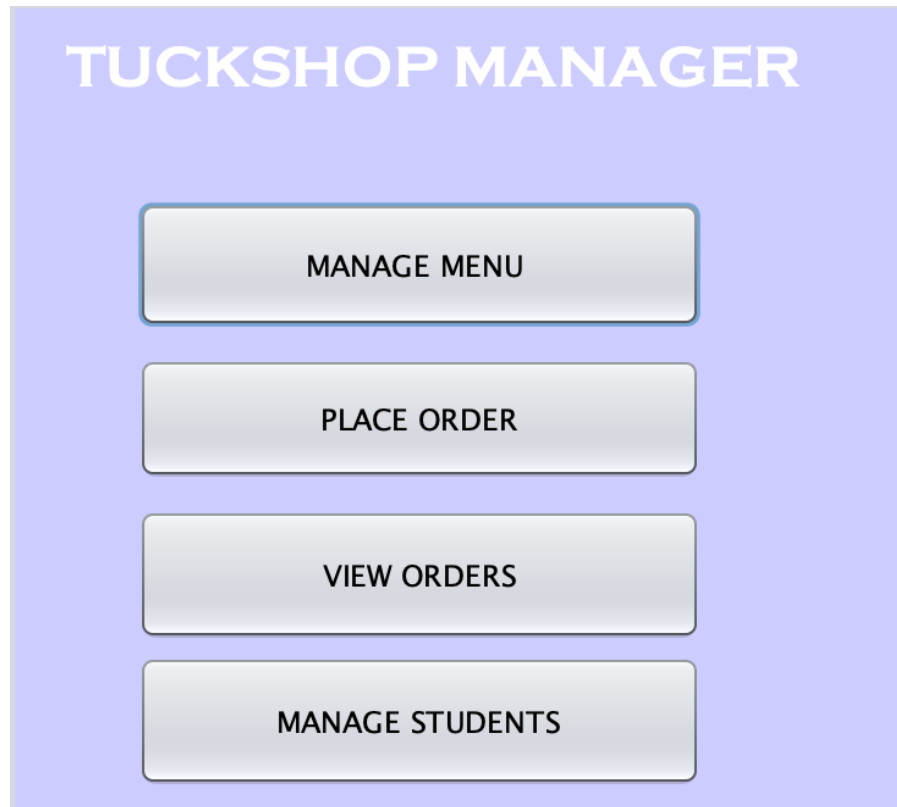 TUCKSHOP MANAGER
MANAGE MENU
PLACE ORDER
VIEW ORDERS
MANAGE STUDENTS